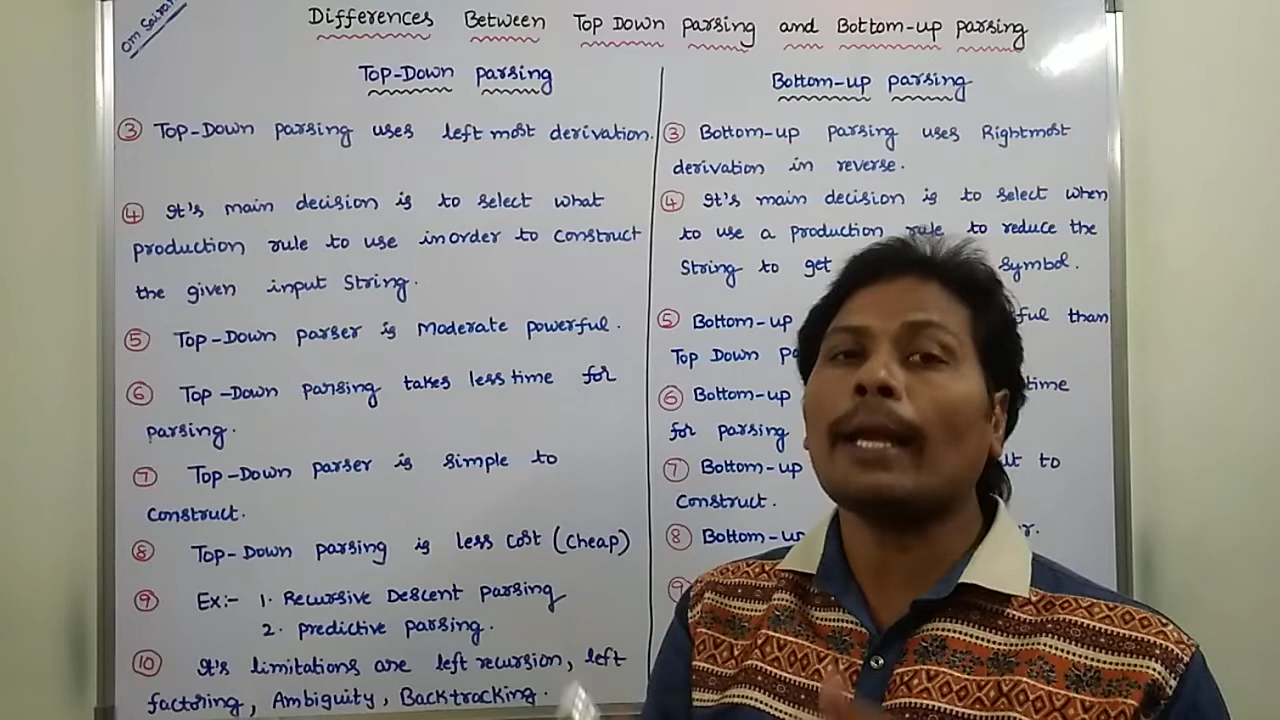 Om Sairam
Differences Between Top Down parsing and Bottom-up parsing
Top-Down parsing
③ Top-Down parsing uses left most derivation.
④ It's main decision is to select what
production rule to use inorder to construct
the given input String.
⑤ Top-Down parser is Moderate powerful.
⑥ Top-Down parsing takes less time for
parsing.
⑦ Top-Down parser is simple to
construct.
⑧ Top-Down parsing is less cost (cheap)
⑨ Ex:- 1. Recursive Descent parsing
2. predictive parsing.
⑩ It's limitations are left recursion, left
factoring, Ambiguity, Backtracking.
Bottom-up parsing
③ Bottom-up parsing uses Rightmost
derivation in reverse.
④ It's main decision is to select when
to use a production rule to reduce the
String to get symbol.
⑤ Bottom-up than
Top Down
⑥ Bottom-up time
for parsing
⑦ Bottom-up to
construct.
⑧ Bottom-up
⑨